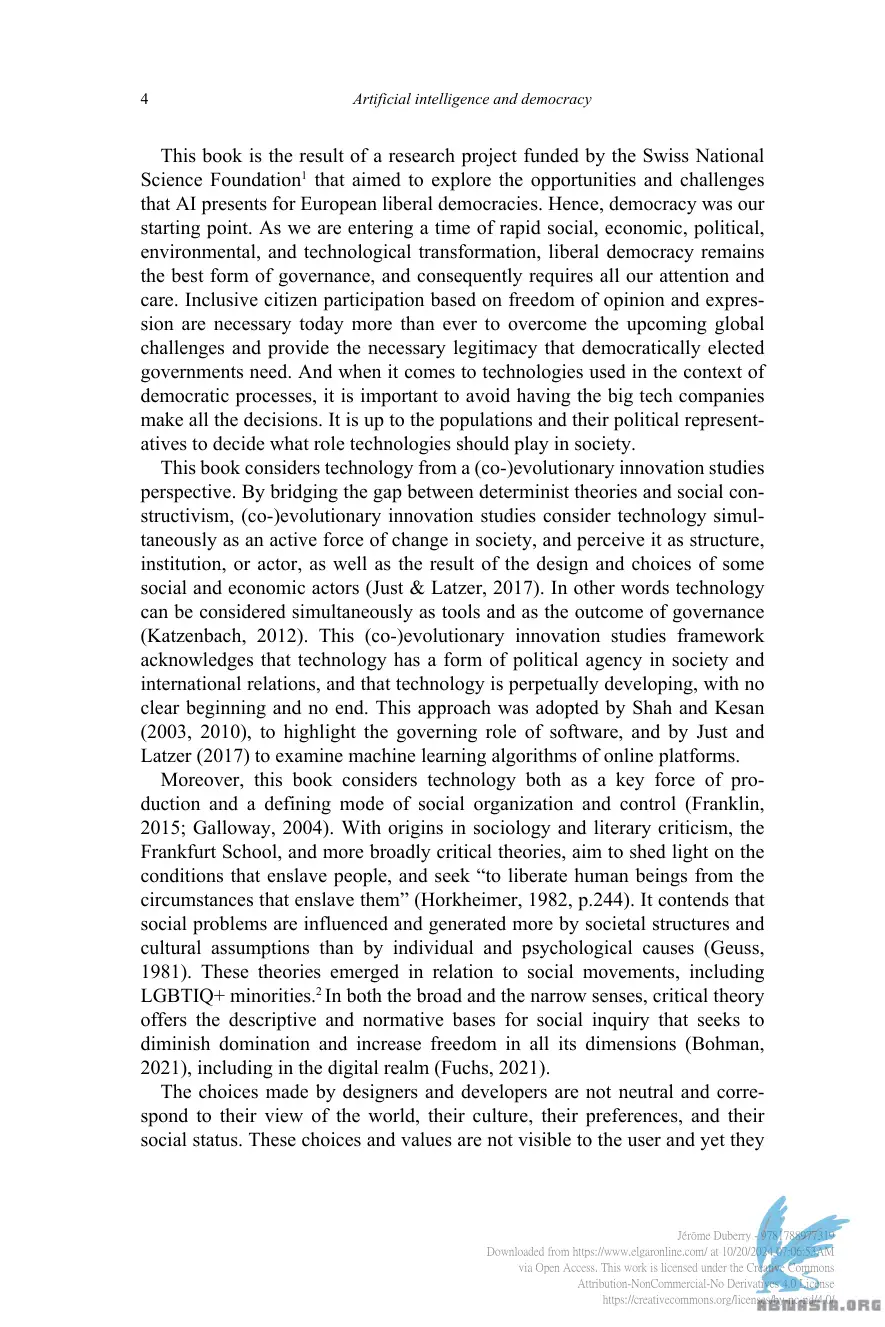 4
Artificial intelligence and democracy
This book is the result of a research project funded by the Swiss National
Science Foundation1 that aimed to explore the opportunities and challenges
that AI presents for European liberal democracies. Hence, democracy was our
starting point. As we are entering a time of rapid social, economic, political,
environmental, and technological transformation, liberal democracy remains
the best form of governance, and consequently requires all our attention and
care. Inclusive citizen participation based on freedom of opinion and expres-
sion are necessary today more than ever to overcome the upcoming global
challenges and provide the necessary legitimacy that democratically elected
governments need. And when it comes to technologies used in the context of
democratic processes, it is important to avoid having the big tech companies
make all the decisions. It is up to the populations and their political represent-
atives to decide what role technologies should play in society.
This book considers technology from a (co-)evolutionary innovation studies
perspective. By bridging the gap between determinist theories and social con-
structivism, (co-)evolutionary innovation studies consider technology simul-
taneously as an active force of change in society, and perceive it as structure,
institution, or actor, as well as the result of the design and choices of some
social and economic actors (Just & Latzer, 2017). In other words technology
can be considered simultaneously as tools and as the outcome of governance
(Katzenbach, 2012). This (co-)evolutionary innovation studies framework
acknowledges that technology has a form of political agency in society and
international relations, and that technology is perpetually developing, with no
clear beginning and no end. This approach was adopted by Shah and Kesan
(2003, 2010), to highlight the governing role of software, and by Just and
Latzer (2017) to examine machine learning algorithms of online platforms.
Moreover, this book considers technology both as a key force of pro-
duction and a defining mode of social organization and control (Franklin,
2015; Galloway, 2004). With origins in sociology and literary criticism, the
Frankfurt School, and more broadly critical theories, aim to shed light on the
conditions that enslave people, and seek “to liberate human beings from the
circumstances that enslave them” (Horkheimer, 1982, p.244). It contends that
social problems are influenced and generated more by societal structures and
cultural assumptions than by individual and psychological causes (Geuss,
1981). These theories emerged in relation to social movements, including
LGBTIQ+ minorities.2 In both the broad and the narrow senses, critical theory
offers the descriptive and normative bases for social inquiry that seeks to
diminish domination and increase freedom in all its dimensions (Bohman,
2021), including in the digital realm (Fuchs, 2021).
The choices made by designers and developers are not neutral and corre-
spond to their view of the world, their culture, their preferences, and their
social status. These choices and values are not visible to the user and yet they
Jérôme Duberry - 9781788977319
Downloaded from https://www.elgaronline.com/ at 10/20/2024 07:06:53AM
via Open Access. This work is licensed under the Creative Commons
Attribution-NonCommercial-No Derivatives 4.0 License
https://creativecommons.org/licenses/by-nc-nd/4.0/
ABTMASIA.ORG